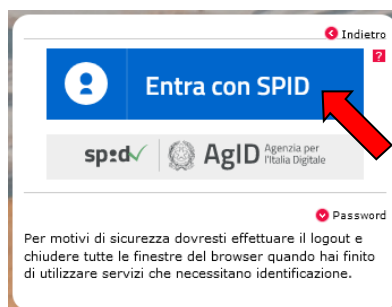 Indietro
?
Entra con SPID
sp:d AgID Agenzia per
l'Italia Digitale
Password
Per motivi di sicurezza dovresti effettuare il logout e
chiudere tutte le finestre del browser quando hai finito
di utilizzare servizi che necessitano identificazione.